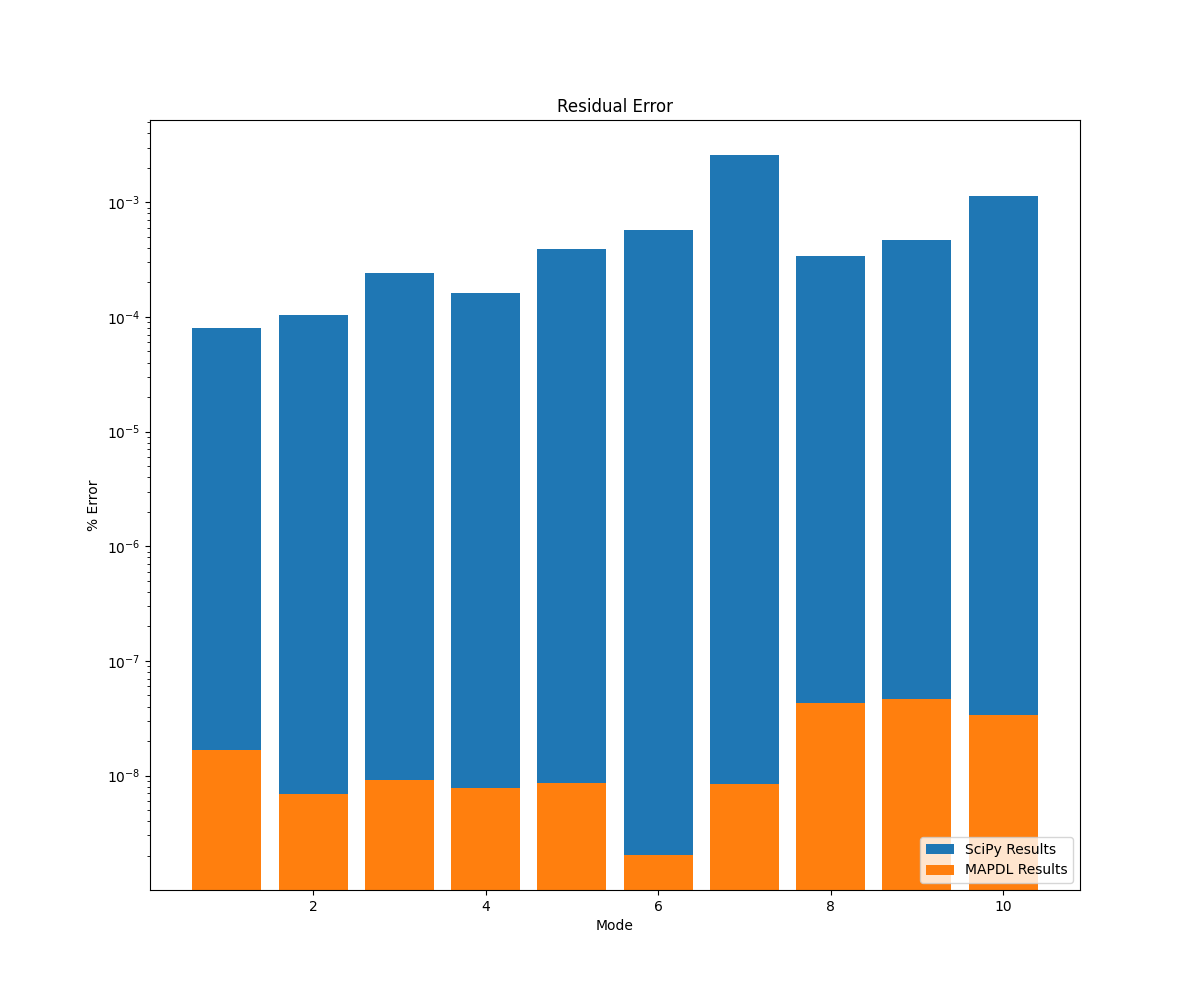 Residual Error
% Error
10⁻³
10⁻⁴
10⁻⁵
10⁻⁶
10⁻⁷
10⁻⁸
SciPy Results
MAPDL Results
2 4 6 8 10
Mode